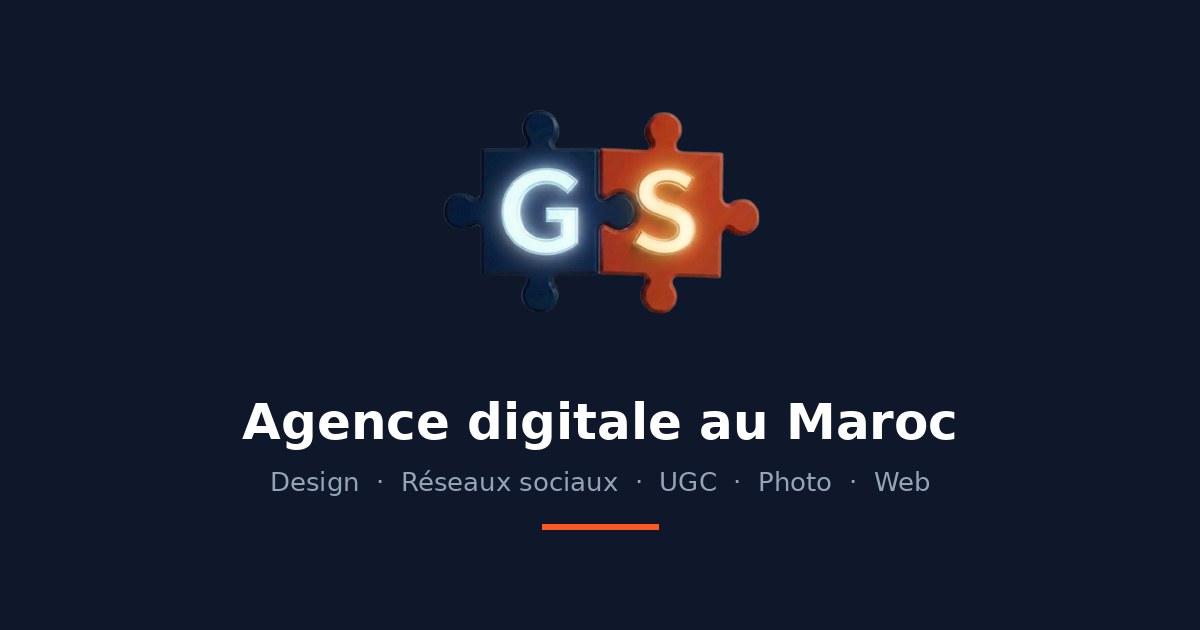 GS
Agence digitale au Maroc
Design · Réseaux sociaux · UGC · Photo · Web